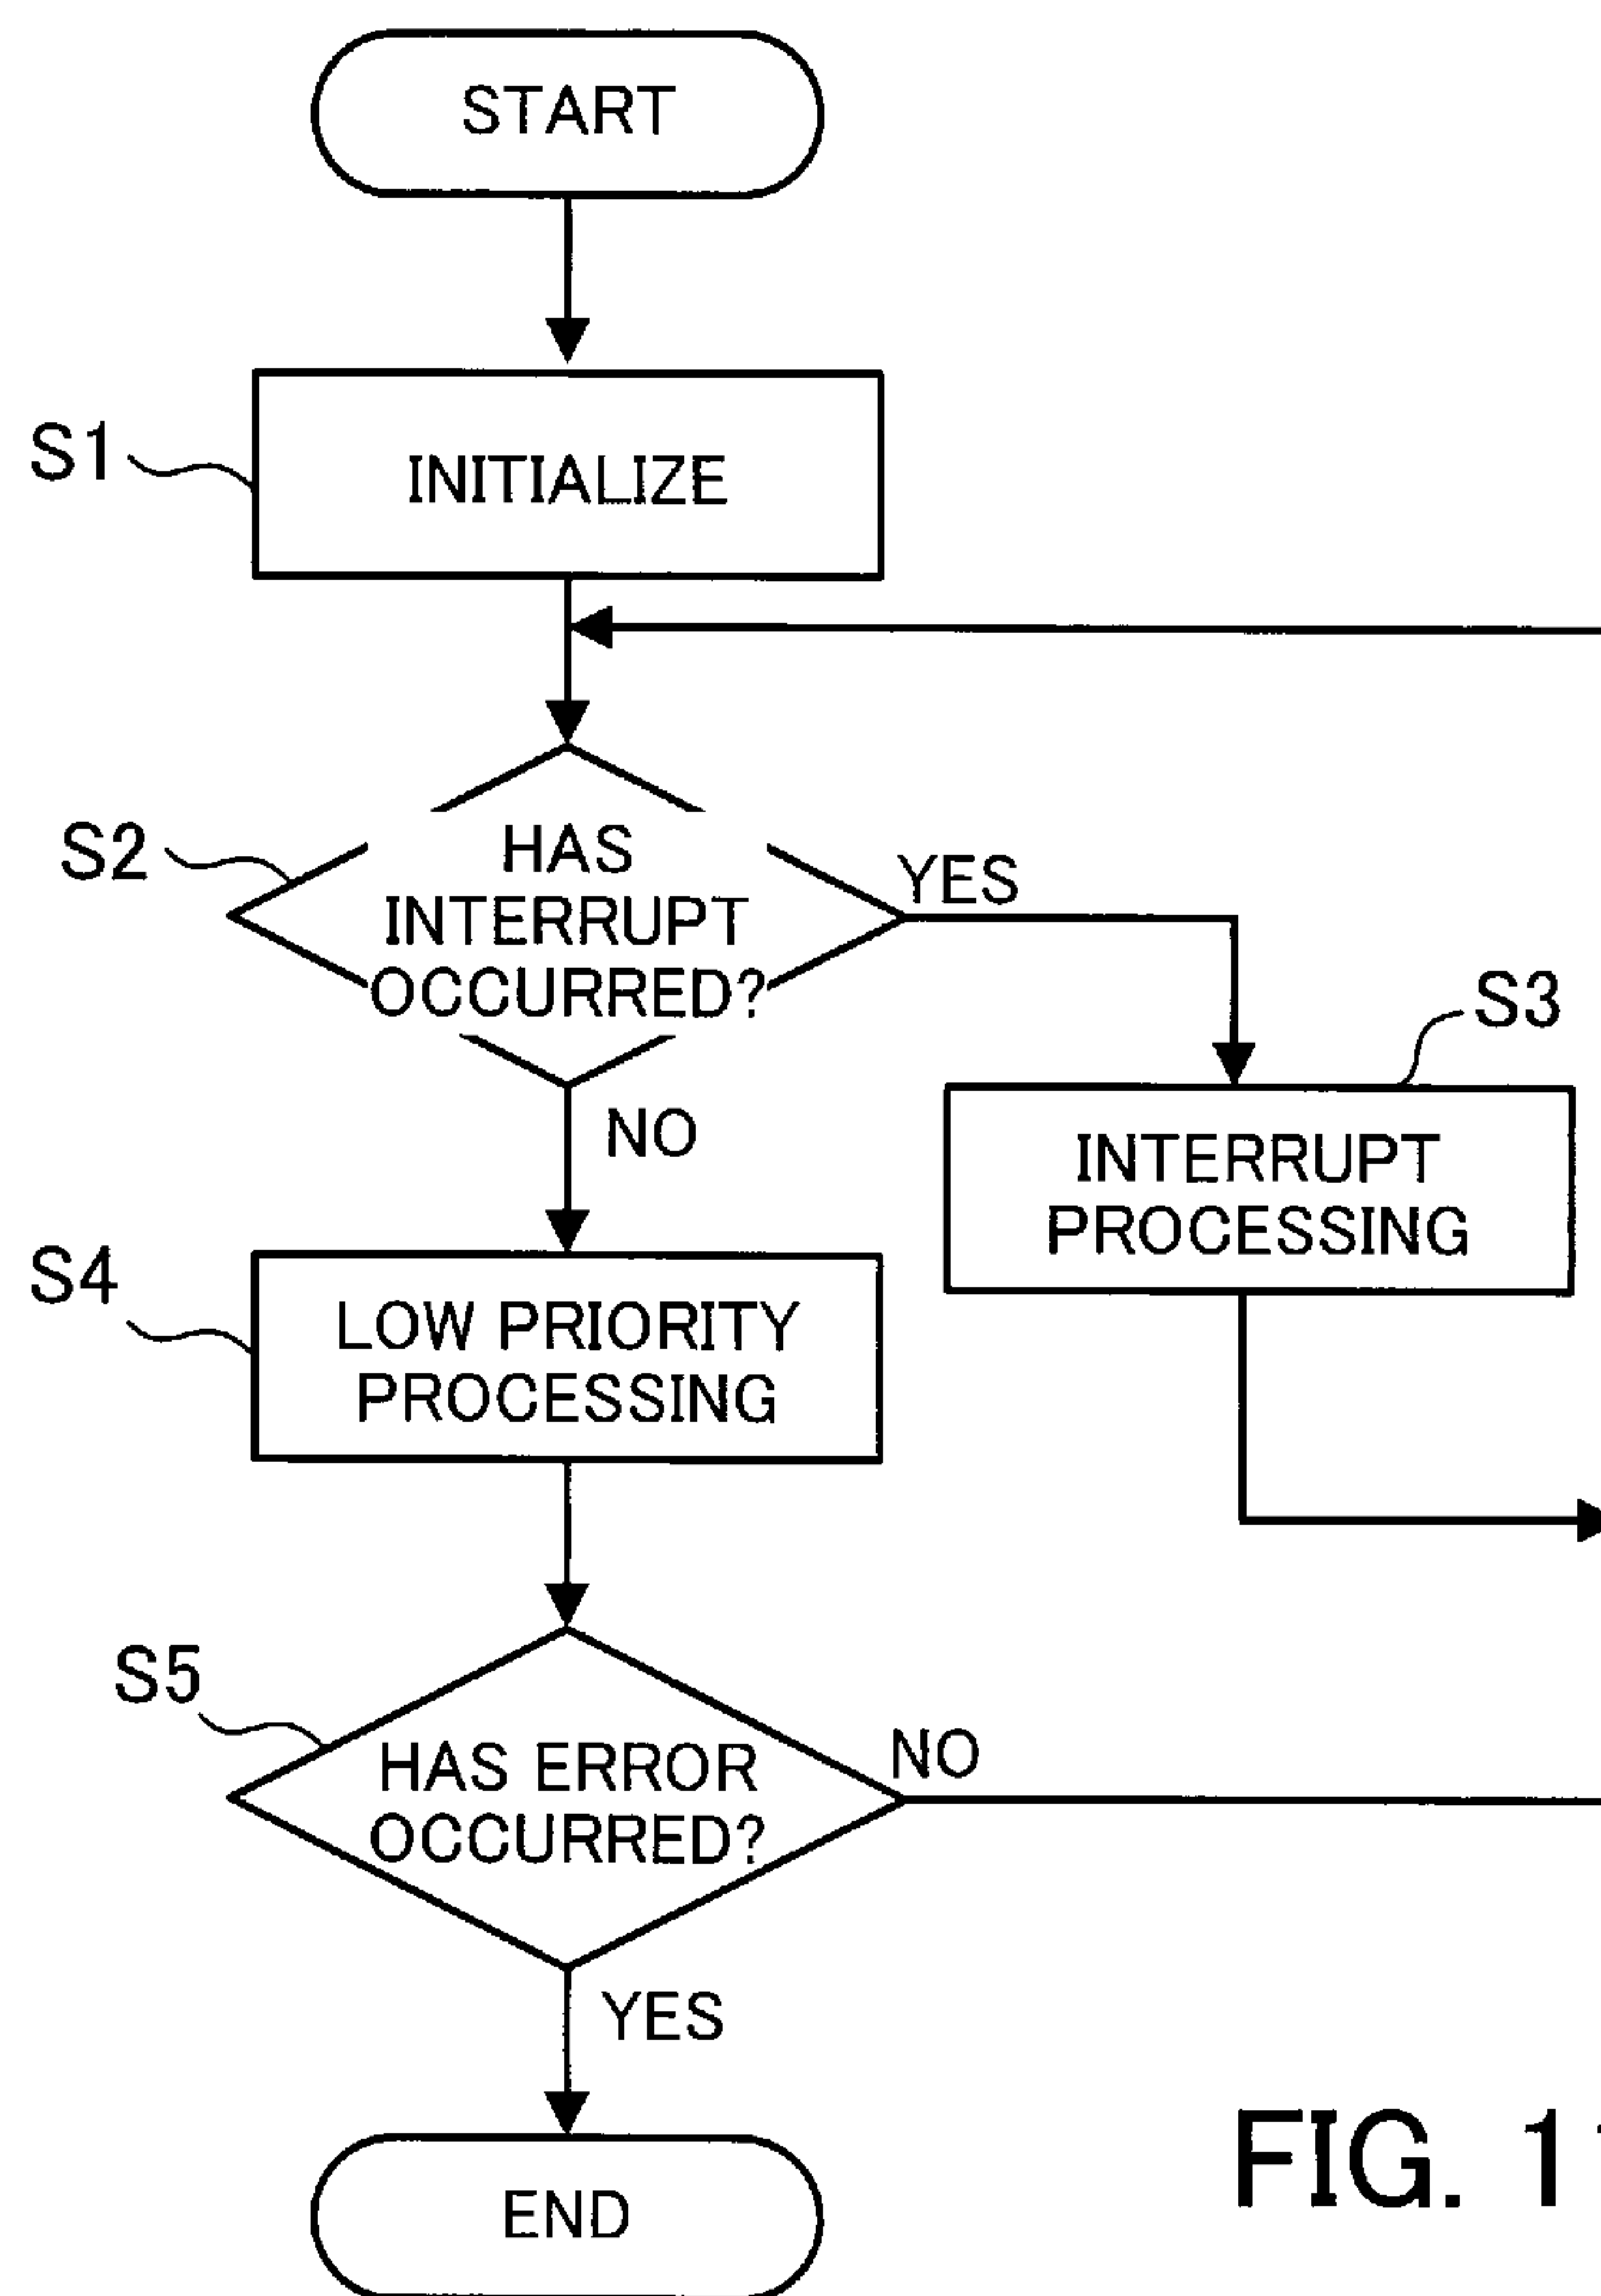 START
S1
INITIALIZE
S2
HAS
INTERRUPT
OCCURRED?
YES
NO
S3
INTERRUPT
PROCESSING
S4
LOW PRIORITY
PROCESSING
S5
HAS ERROR
OCCURRED?
NO
YES
END
FIG.